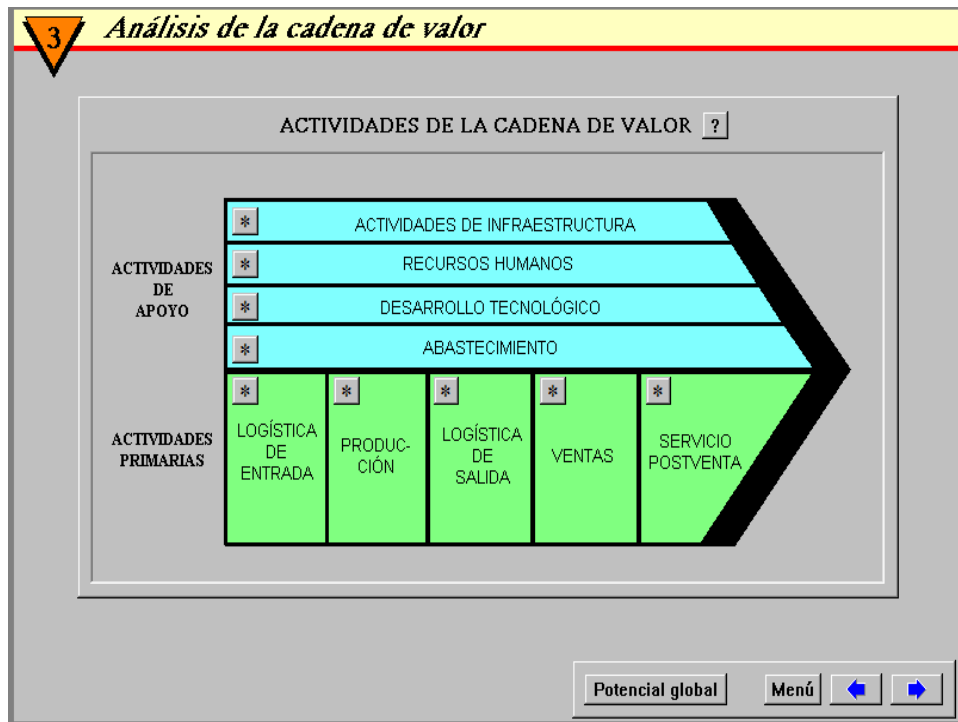 3
Análisis de la cadena de valor
ACTIVIDADES DE LA CADENA DE VALOR ?
ACTIVIDADES
DE
APOYO
* ACTIVIDADES DE INFRAESTRUCTURA
* RECURSOS HUMANOS
* DESARROLLO TECNOLÓGICO
* ABASTECIMIENTO
ACTIVIDADES
PRIMARIAS
*
LOGÍSTICA
DE
ENTRADA
*
PRODUC-
CIÓN
*
LOGÍSTICA
DE
SALIDA
*
VENTAS
*
SERVICIO
POSTVENTA
Potencial global
Menú